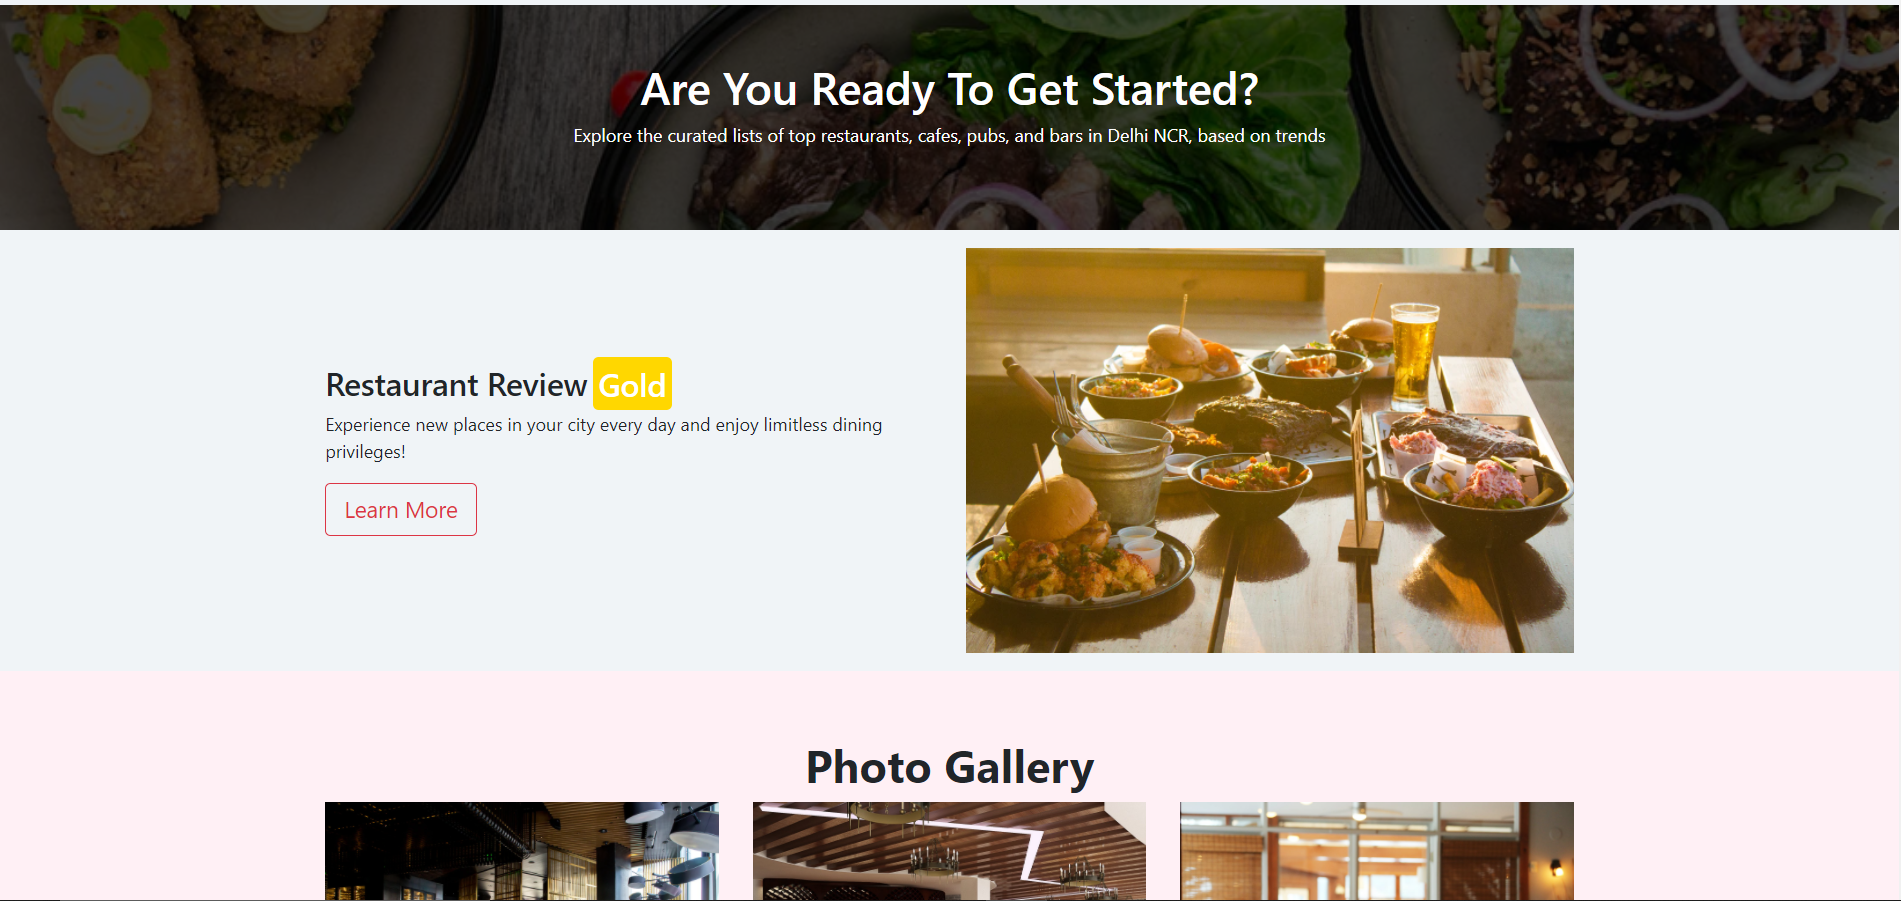 Are You Ready To Get Started?
Explore the curated lists of top restaurants, cafes, pubs, and bars in Delhi NCR, based on trends
Restaurant Review Gold
Experience new places in your city every day and enjoy limitless dining
privileges!
Learn More
Photo Gallery